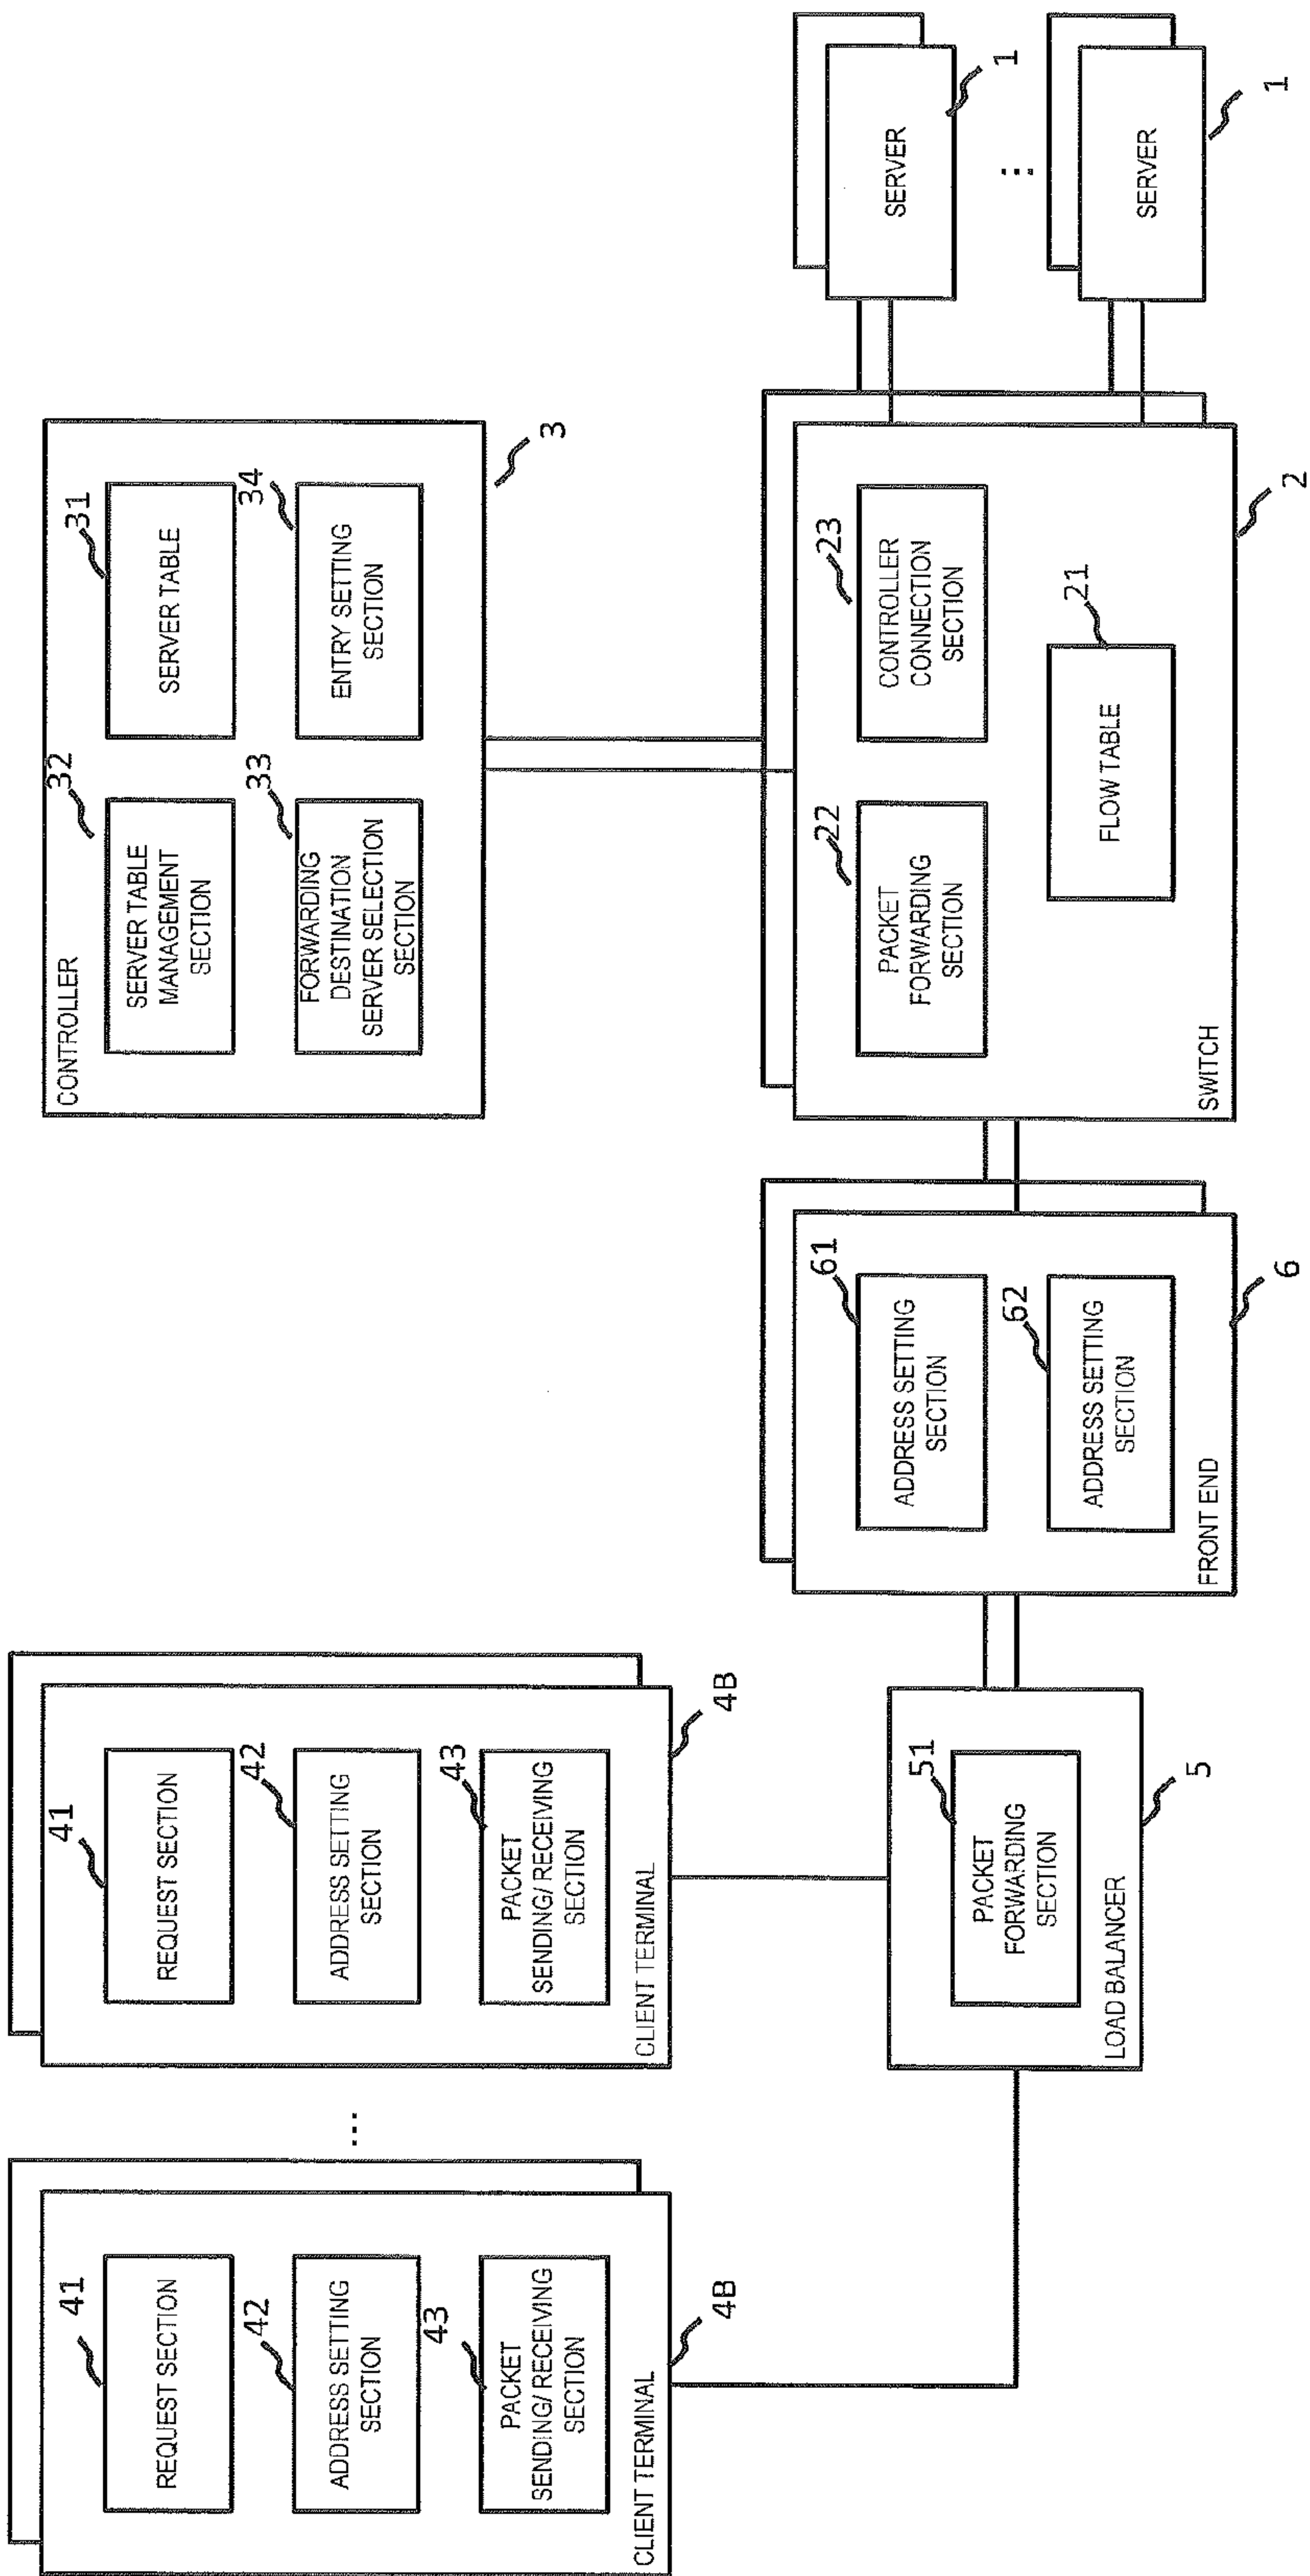 CONTROLLER
32
SERVER TABLE
MANAGEMENT
SECTION
31
SERVER TABLE
33
FORWARDING
DESTINATION
SERVER SELECTION
SECTION
34
ENTRY SETTING
SECTION
3
41
REQUEST SECTION
42
ADDRESS SETTING
SECTION
43
PACKET
SENDING/RECEIVING
SECTION
CLIENT TERMINAL
4B
...
41
REQUEST SECTION
42
ADDRESS SETTING
SECTION
43
PACKET
SENDING/RECEIVING
SECTION
CLIENT TERMINAL
4B
51
PACKET
FORWARDING
SECTION
LOAD BALANCER
5
61
ADDRESS SETTING
SECTION
62
ADDRESS SETTING
SECTION
FRONT END
6
22
PACKET
FORWARDING
SECTION
23
CONTROLLER
CONNECTION
SECTION
21
FLOW TABLE
SWITCH
2
SERVER
1
...
SERVER
1